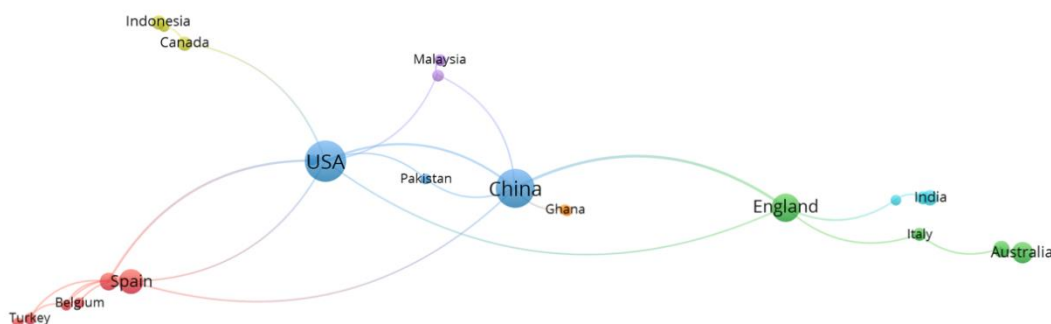 Indonesia
Canada
Malaysia
USA
Pakistan
China
Ghana
England
India
Italy
Australia
Spain
Belgium
Turkey